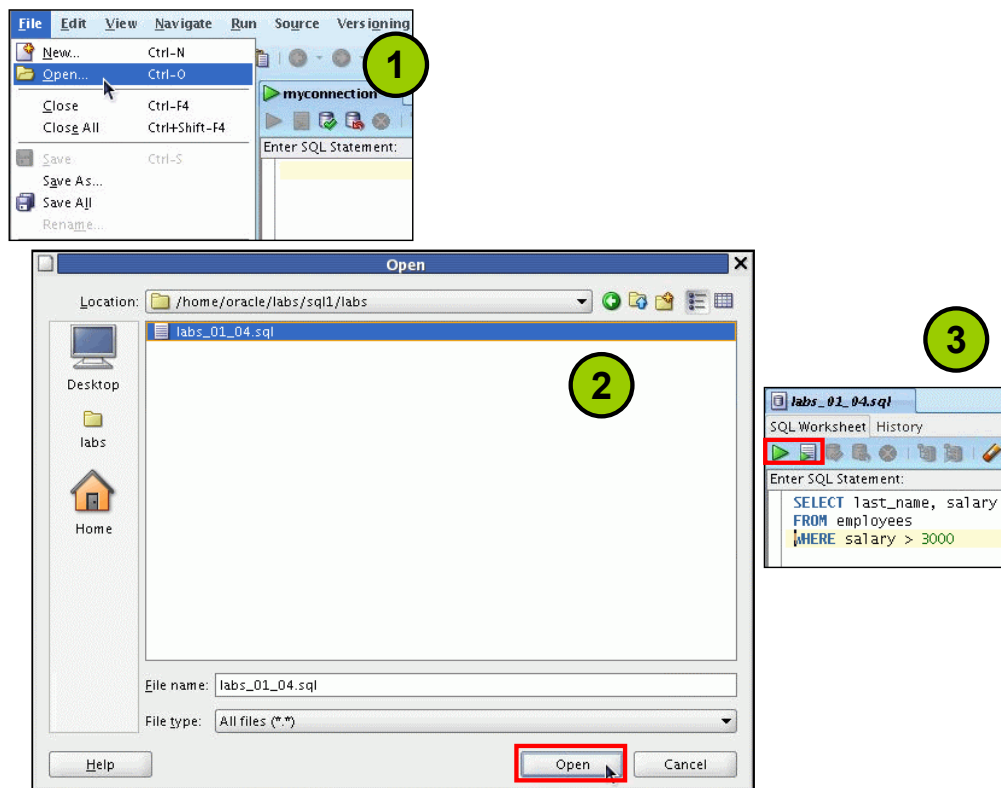 File Edit View Navigate Run Source Versioning
New... Ctrl-N
Open... Ctrl-O
Close Ctrl-F4
Close All Ctrl+Shift-F4
Save Ctrl-S
Save As...
Save All
Rename...
myconnection
Enter SQL Statement:
1
Open
Location: /home/oracle/labs/sql1/labs
labs_01_04.sql
Desktop
labs
Home
2
File name: labs_01_04.sql
File type: All files (*.*)
Help Open Cancel
3
labs_01_04.sql
SQL Worksheet History
Enter SQL Statement:
SELECT last_name, salary
FROM employees
WHERE salary > 3000